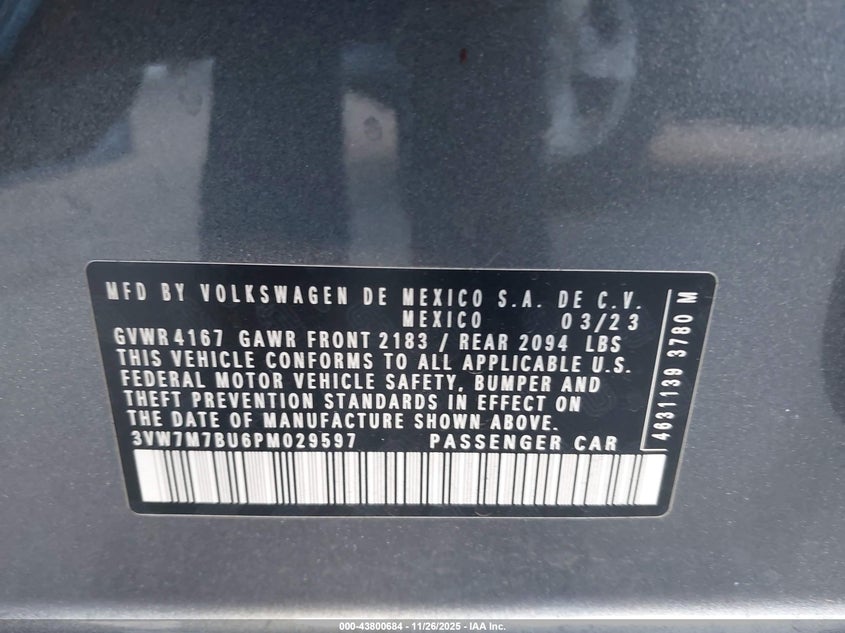 MFD BY VOLKSWAGEN DE MEXICO S.A. DE C.V.
MEXICO 03/23
GVWR 4167 GAWR FRONT 2183 / REAR 2094 LBS
THIS VEHICLE CONFORMS TO ALL APPLICABLE U.S.
FEDERAL MOTOR VEHICLE SAFETY, BUMPER AND
THEFT PREVENTION STANDARDS IN EFFECT ON
THE DATE OF MANUFACTURE SHOWN ABOVE.
3VW7M7BU6PM029597 PASSENGER CAR
4631139 3780 M
000-43800684 - 11/26/2025 - IAA Inc.